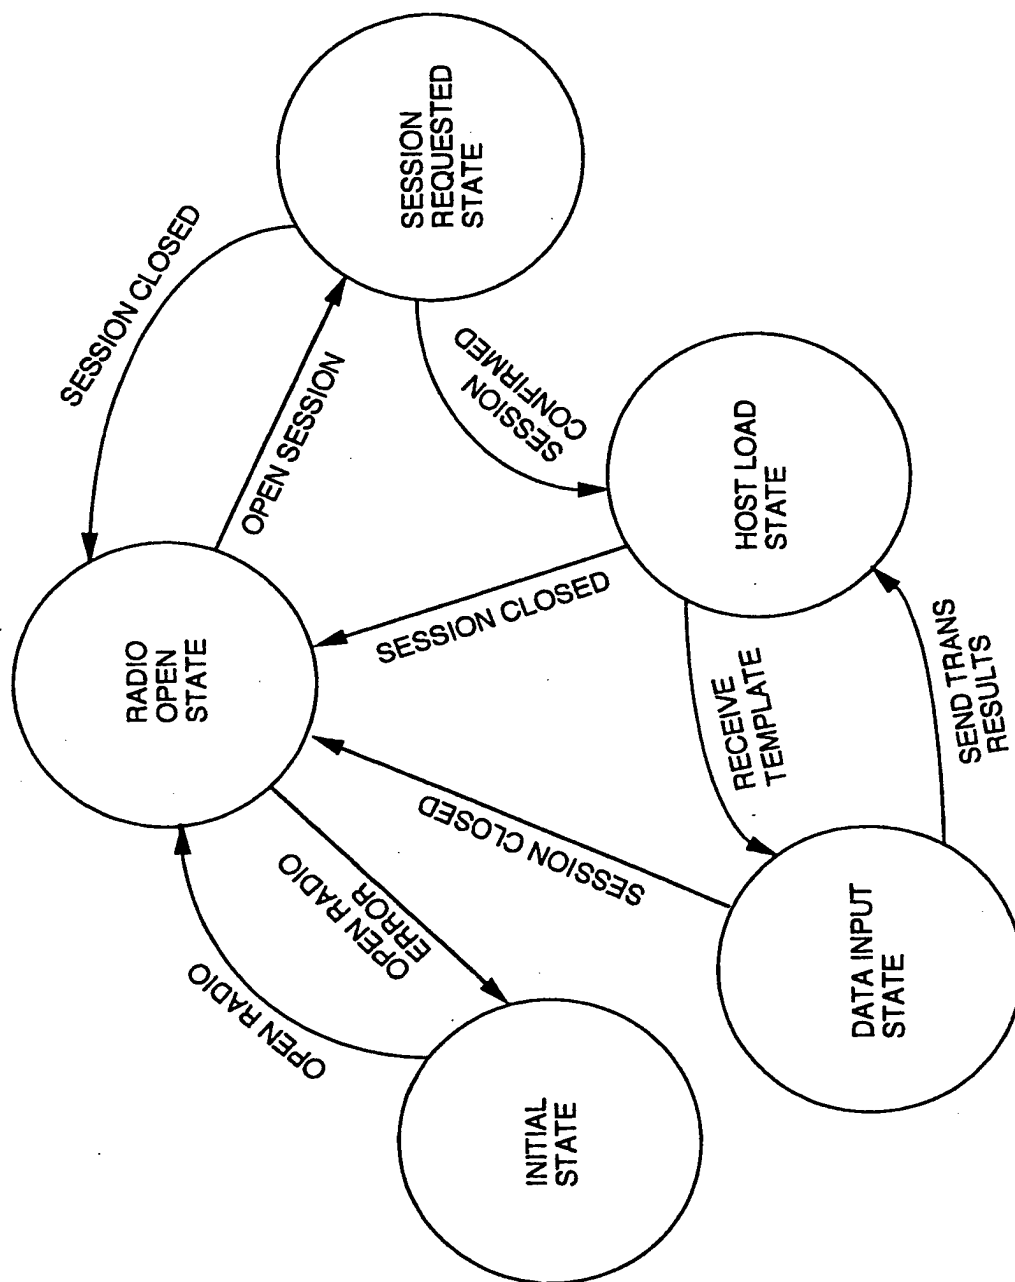 RADIO
OPEN
STATE
OPEN RADIO
OPEN RADIO
ERROR
OPEN SESSION
SESSION CLOSED
INITIAL
STATE
SESSION CLOSED
SESSION CLOSED
SESSION
CONFIRMED
SESSION
REQUESTED
STATE
DATA INPUT
STATE
RECEIVE
TEMPLATE
HOST LOAD
STATE
SEND TRANS
RESULTS